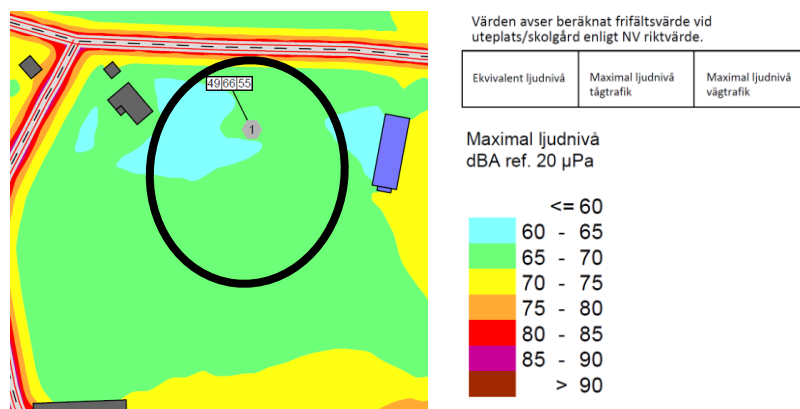 49 66 55
1
Värden avser beräknat frifältsvärde vid
uteplats/skolgård enligt NV riktvärde.
Ekvivalent ljudnivå
Maximal ljudnivå
tågtrafik
Maximal ljudnivå
vägtrafik
Maximal ljudnivå
dBA ref. 20 µPa
<= 60
60 - 65
65 - 70
70 - 75
75 - 80
80 - 85
85 - 90
> 90